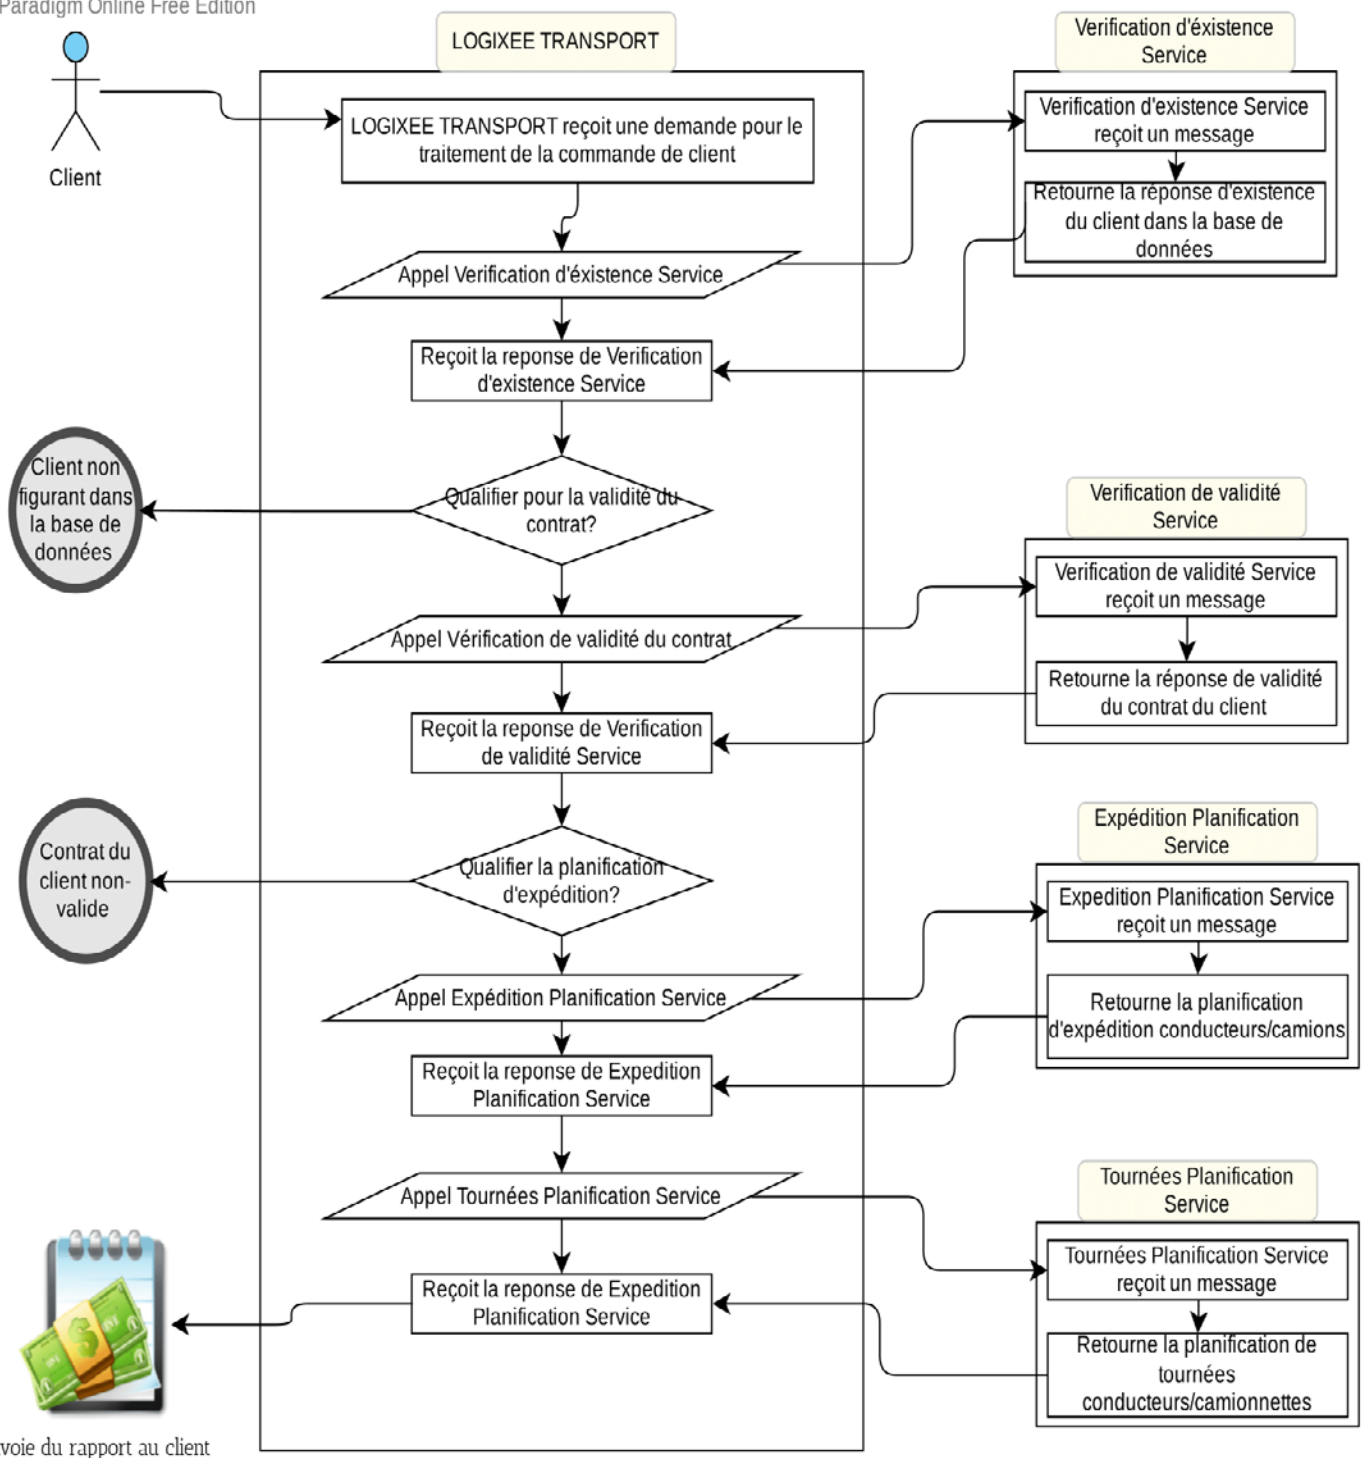 Paradigm Online Free Edition
Client
LOGIXEE TRANSPORT
LOGIXEE TRANSPORT reçoit une demande pour le
traitement de la commande de client
Appel Verification d'éxistence Service
Reçoit la reponse de Verification
d'existence Service
Qualifier pour la validité du
contrat?
Client non
figurant dans
la base de
données
Appel Vérification de validité du contrat
Reçoit la reponse de Verification
de validité Service
Qualifier la planification
d'expédition?
Contrat du
client non-
valide
Appel Expédition Planification Service
Reçoit la reponse de Expedition
Planification Service
Appel Tournées Planification Service
Reçoit la reponse de Expedition
Planification Service
voie du rapport au client
Verification d'éxistence
Service
Verification d'existence Service
reçoit un message
Retourne la réponse d'existence
du client dans la base de
données
Verification de validité
Service
Verification de validité Service
reçoit un message
Retourne la réponse de validité
du contrat du client
Expédition Planification
Service
Expedition Planification Service
reçoit un message
Retourne la planification
d'expédition conducteurs/camions
Tournées Planification
Service
Tournées Planification Service
reçoit un message
Retourne la planification de
tournées
conducteurs/camionnettes